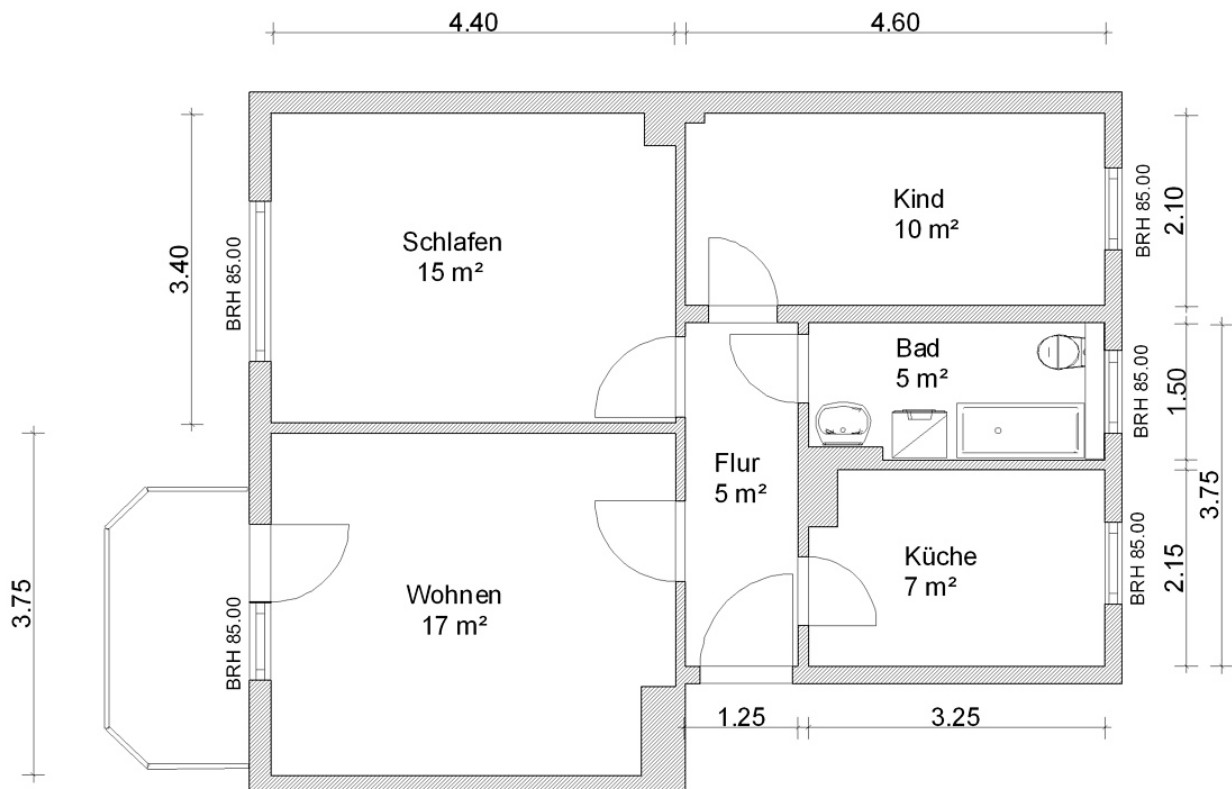 4.40
4.60
Schlafen
15 m²
Kind
10 m²
BRH 85.00
2.10
3.40
BRH 85.00
Bad
5 m²
BRH 85.00
1.50
Flur
5 m²
3.75
Küche
7 m²
BRH 85.00
2.15
Wohnen
17 m²
BRH 85.00
3.75
1.25
3.25